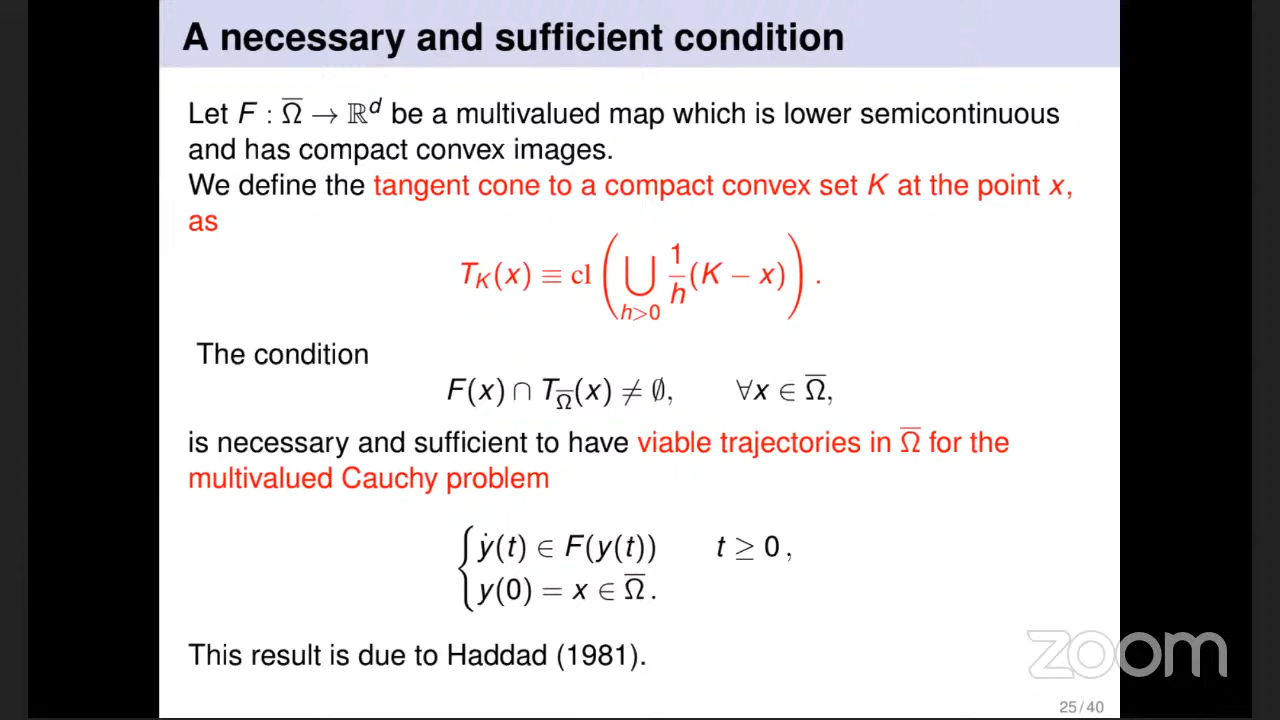 A necessary and sufficient condition
Let F : Ω̅ → ℝᵈ be a multivalued map which is lower semicontinuous
and has compact convex images.
We define the tangent cone to a compact convex set K at the point x,
as
T_K(x) ≡ cl ( ⋃_{h>0} 1/h (K − x) ) .
The condition
F(x) ∩ T_Ω̅(x) ≠ ∅, ∀x ∈ Ω̅,
is necessary and sufficient to have viable trajectories in Ω̅ for the
multivalued Cauchy problem
{ ẏ(t) ∈ F(y(t)) t ≥ 0 ,
y(0) = x ∈ Ω̅ .
This result is due to Haddad (1981).
zoom
25 / 40